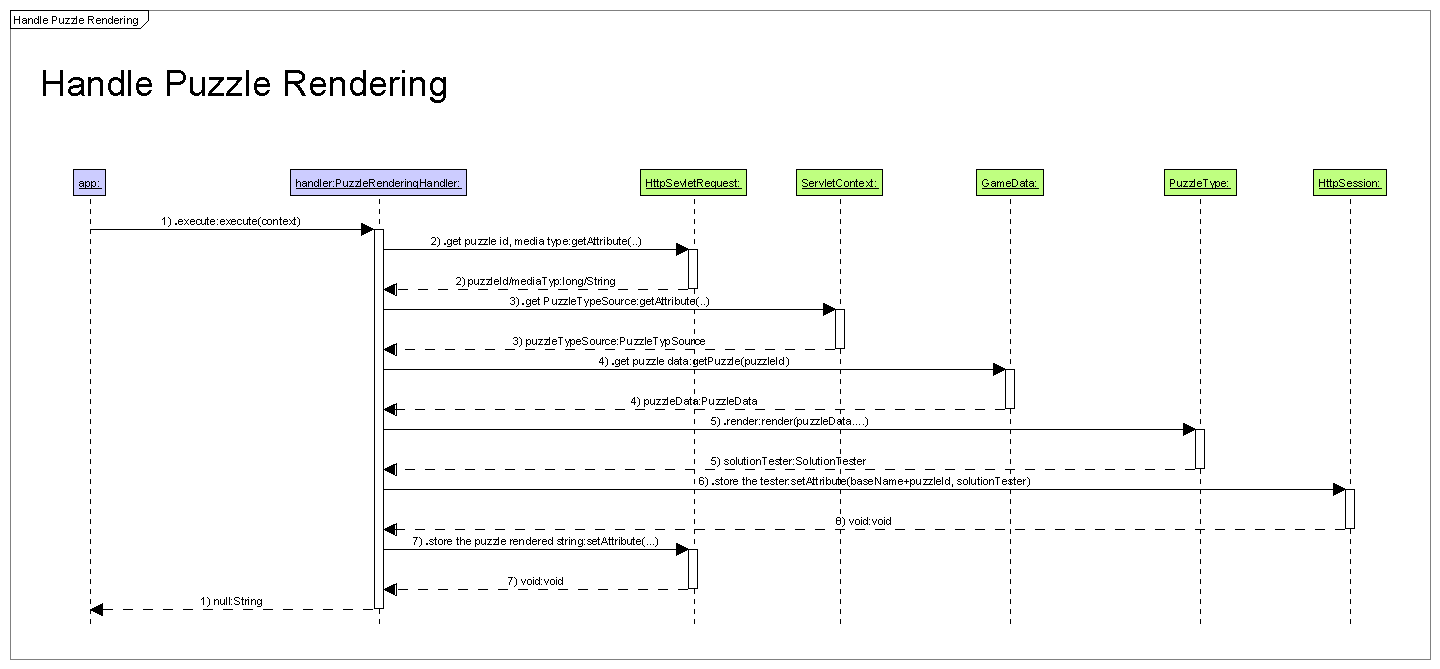 Handle Puzzle Rendering
Handle Puzzle Rendering
app:
handler:PuzzleRenderingHandler:
HttpSevletRequest:
ServletContext:
GameData:
PuzzleType:
HttpSession:
1) .execute:execute(context)
2) .get puzzle id, media type:getAttribute(..)
2) puzzleId/mediaTyp:long/String
3) .get PuzzleTypeSource:getAttribute(..)
3) puzzleTypeSource:PuzzleTypSource
4) .get puzzle data:getPuzzle(puzzleId)
4) puzzleData:PuzzleData
5) .render:render(puzzleData....)
5) solutionTester:SolutionTester
6) .store the tester:setAttribute(baseName+puzzleId, solutionTester)
6) void:void
7) .store the puzzle rendered string:setAttribute(...)
7) void:void
1) null:String